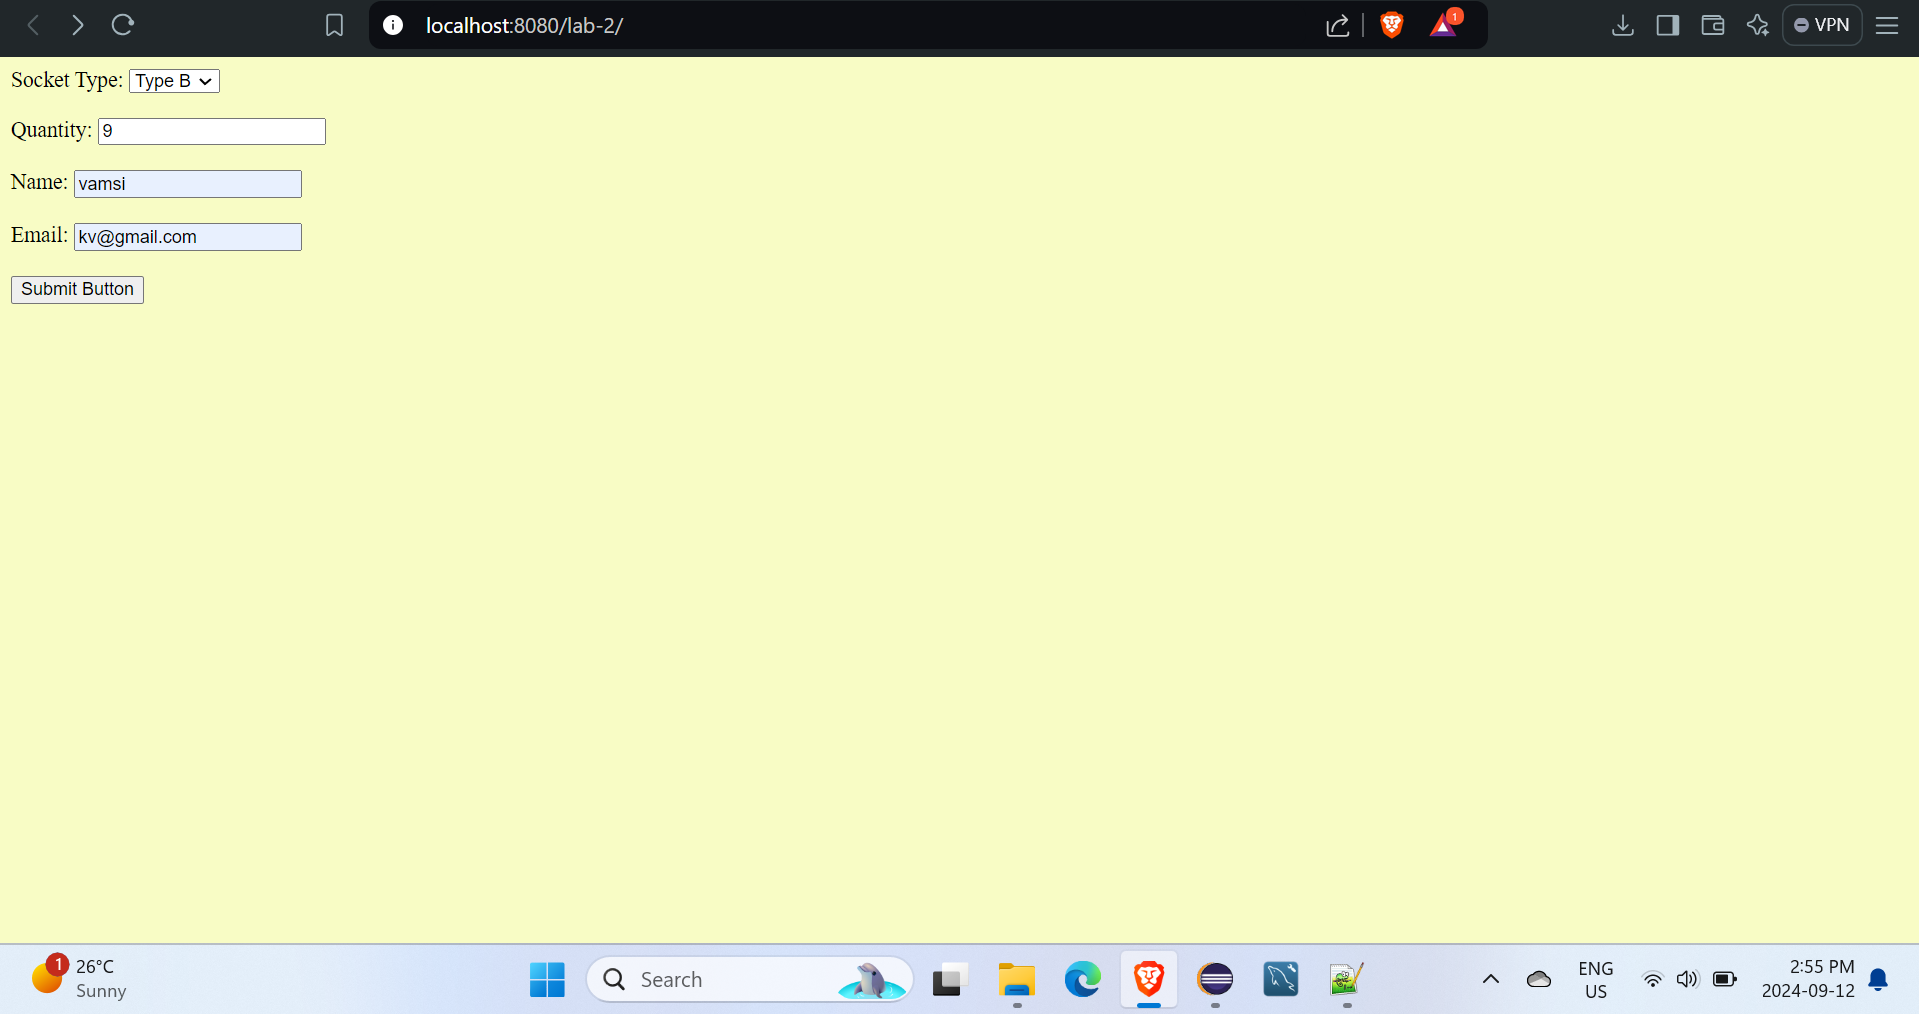 localhost:8080/lab-2/
1
VPN
Socket Type: Type B
Quantity: 9
Name: vamsi
Email: kv@gmail.com
Submit Button
1
26°C
Sunny
Search
ENG
US
2:55 PM
2024-09-12